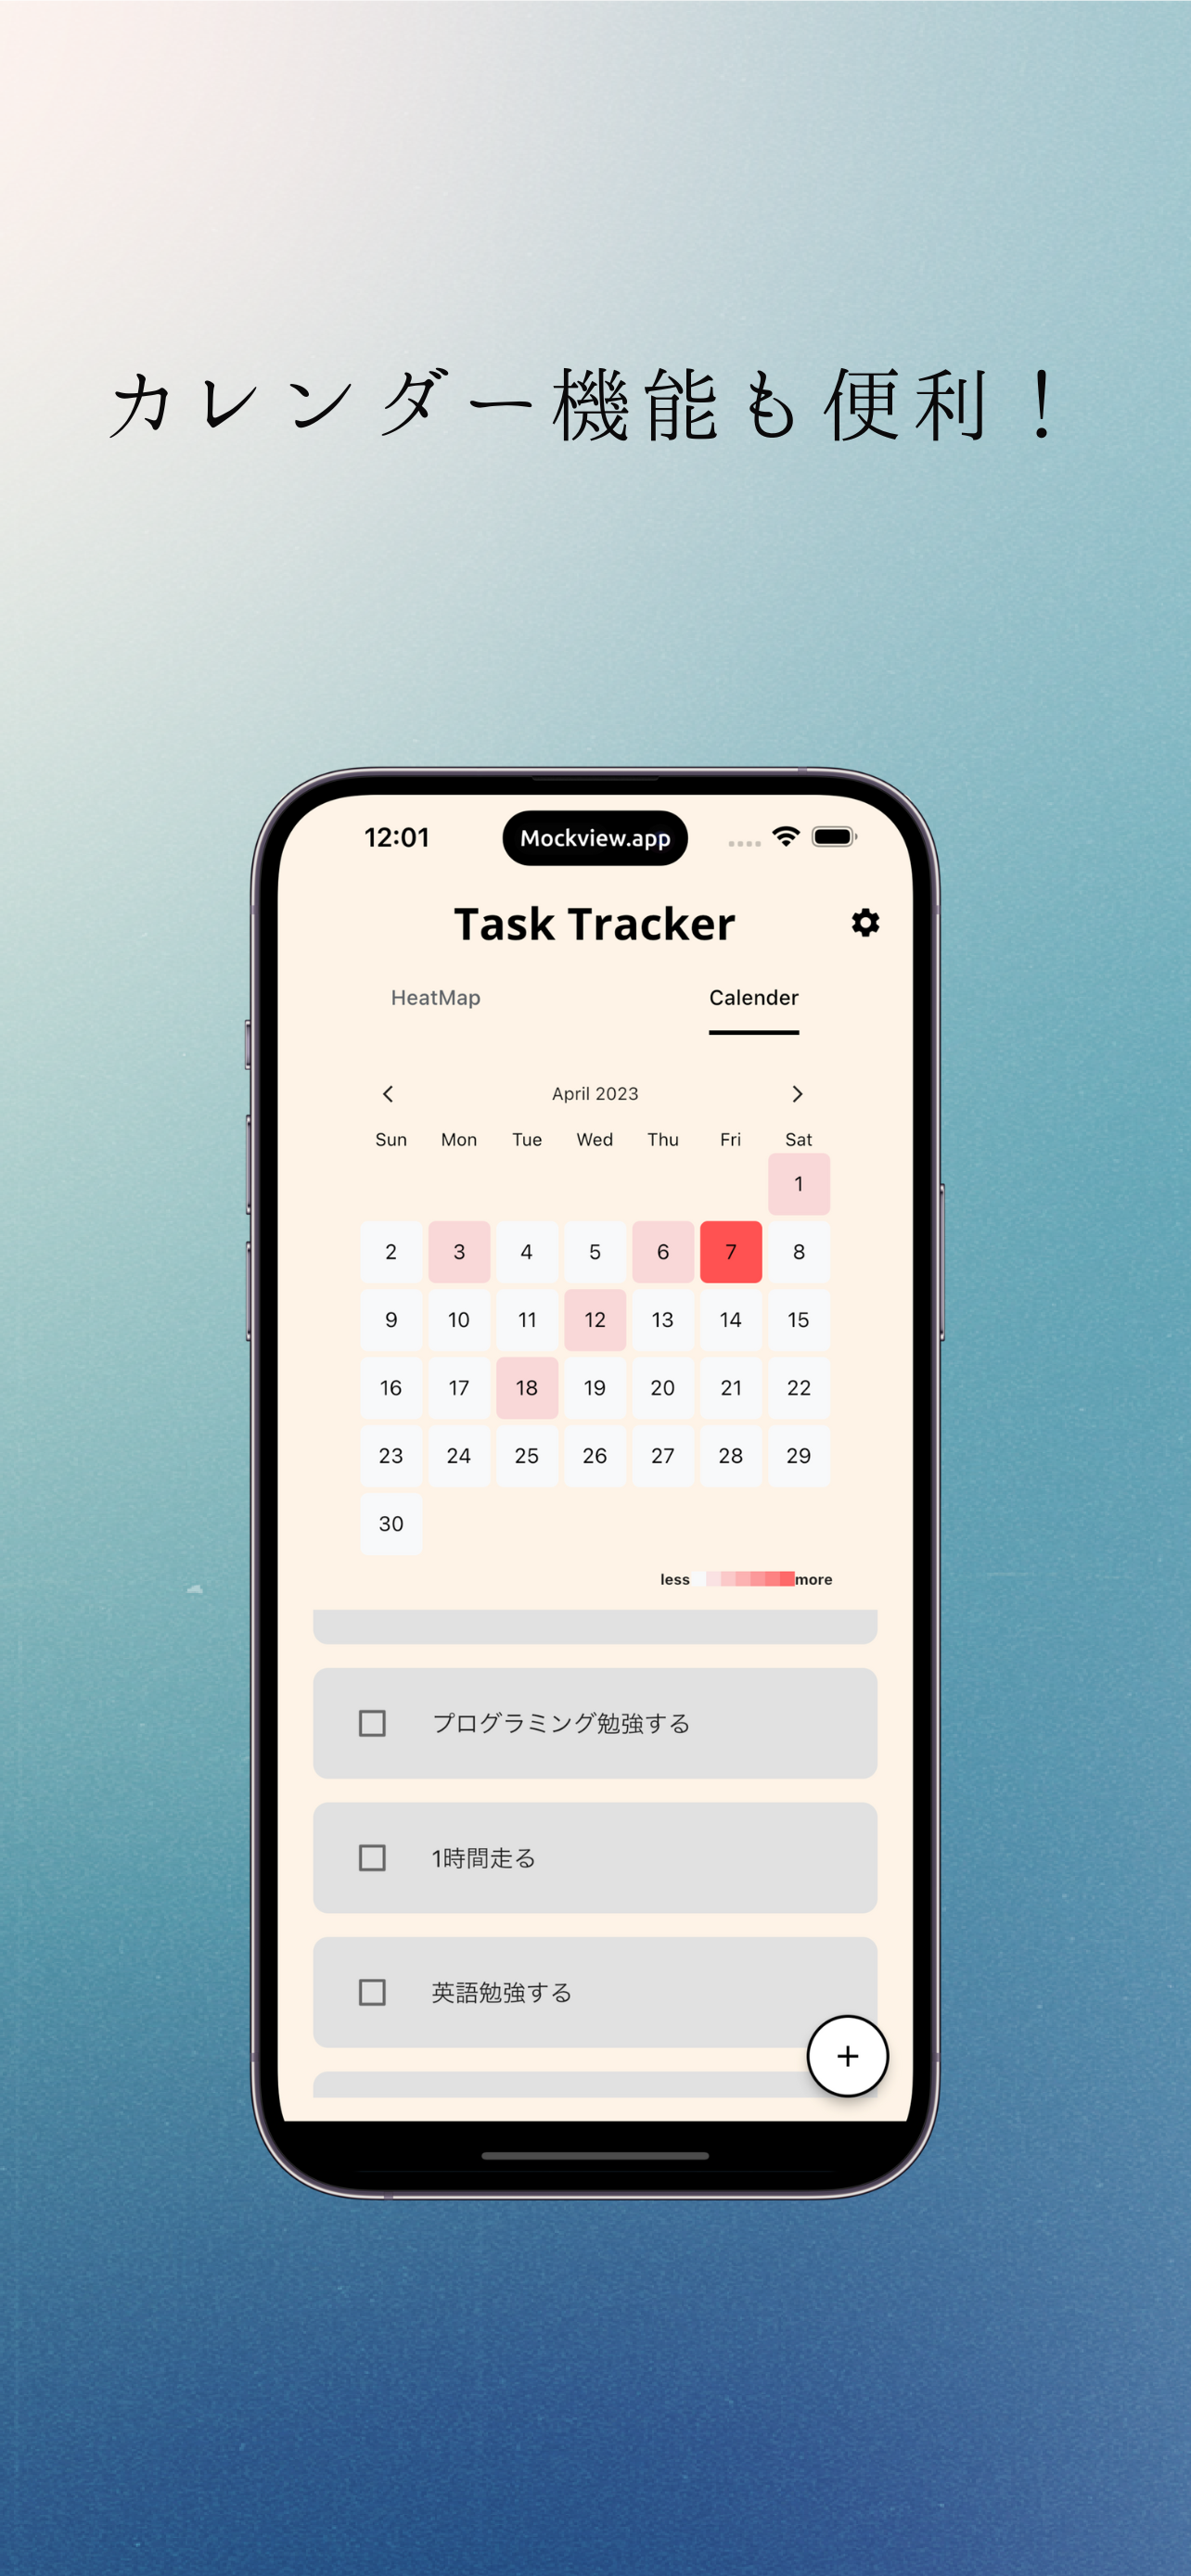 カレンダー機能も便利！
12:01 Mockview.app
Task Tracker
HeatMap Calender
April 2023
Sun Mon Tue Wed Thu Fri Sat
1
2 3 4 5 6 7 8
9 10 11 12 13 14 15
16 17 18 19 20 21 22
23 24 25 26 27 28 29
30
less more
プログラミング勉強する
1時間走る
英語勉強する